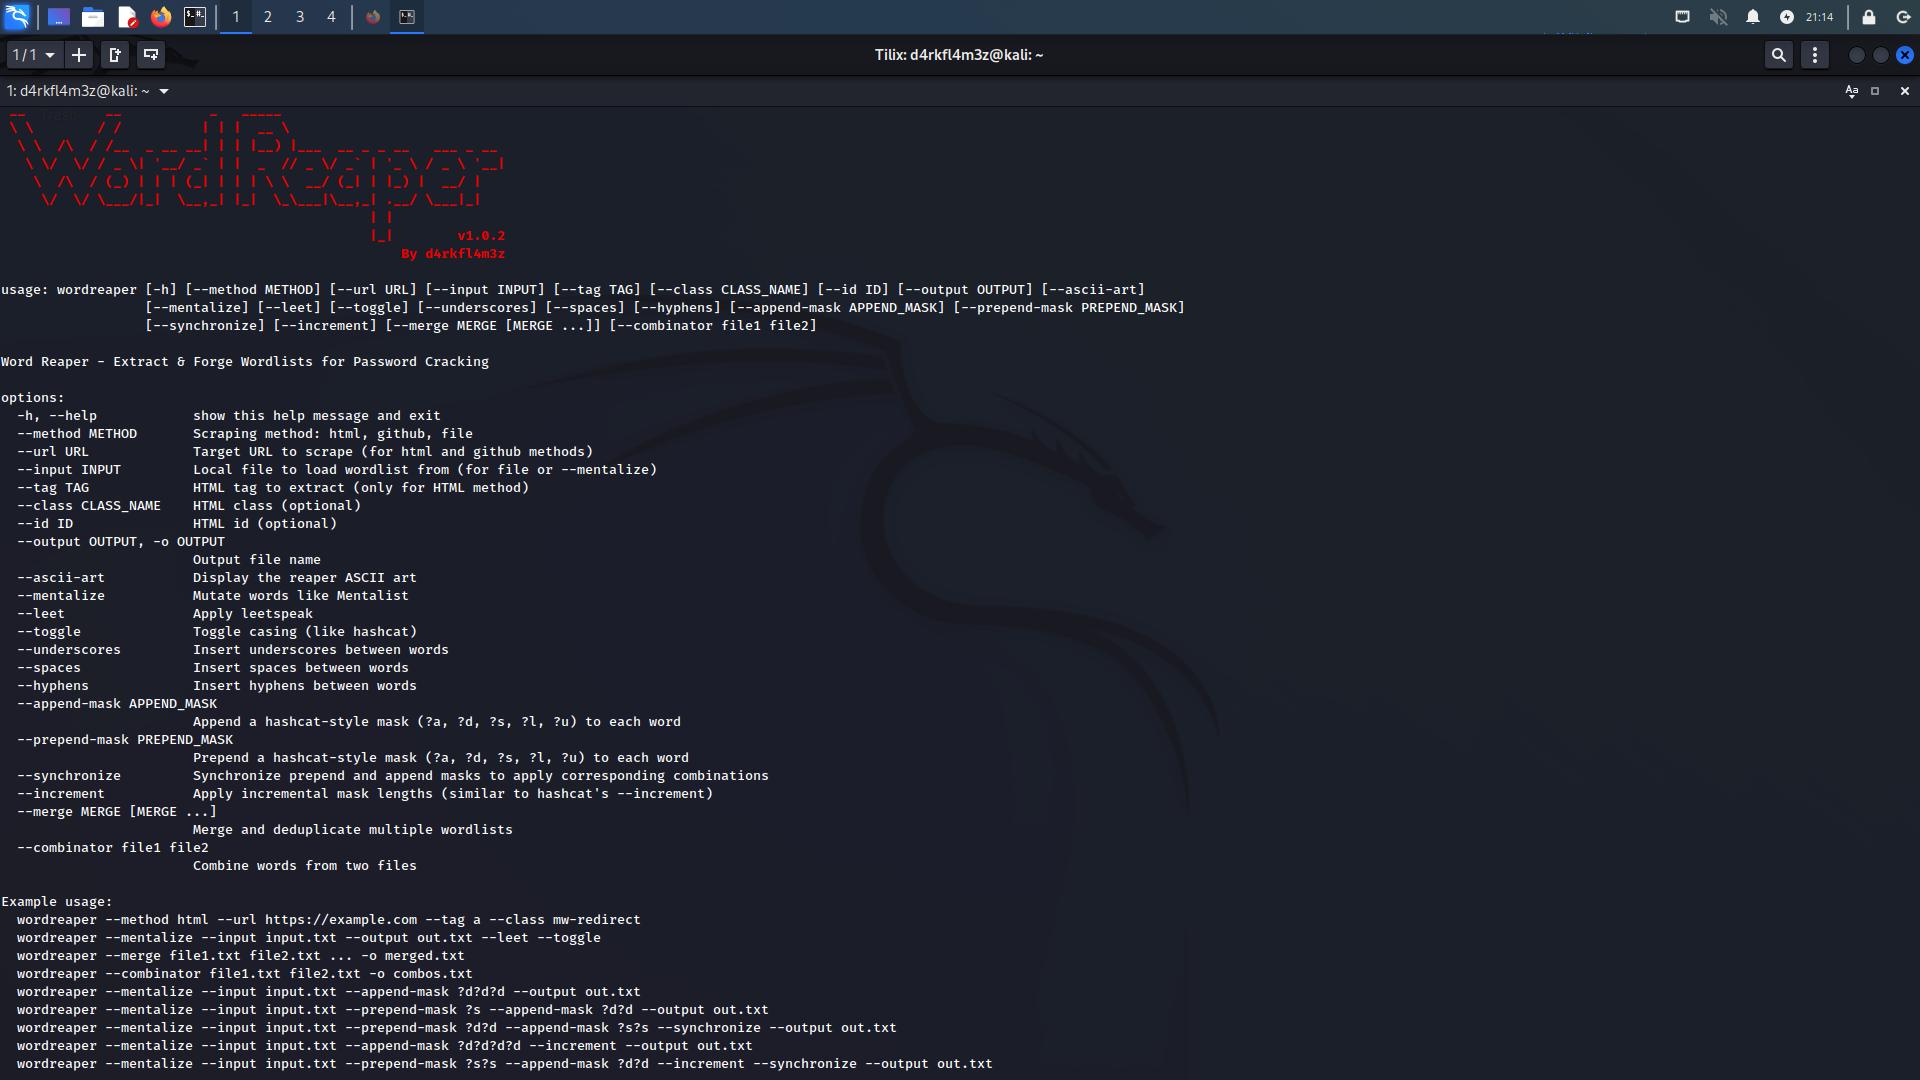 1 2 3 4 21:14
1/1 Tilix: d4rkfl4m3z@kali: ~
1: d4rkfl4m3z@kali: ~ Aa
WordReaper
v1.0.2
By d4rkfl4m3z
usage: wordreaper [-h] [--method METHOD] [--url URL] [--input INPUT] [--tag TAG] [--class CLASS_NAME] [--id ID] [--output OUTPUT] [--ascii-art]
[--mentalize] [--leet] [--toggle] [--underscores] [--spaces] [--hyphens] [--append-mask APPEND_MASK] [--prepend-mask PREPEND_MASK]
[--synchronize] [--increment] [--merge MERGE [MERGE ...]] [--combinator file1 file2]
Word Reaper - Extract & Forge Wordlists for Password Cracking
options:
-h, --help show this help message and exit
--method METHOD Scraping method: html, github, file
--url URL Target URL to scrape (for html and github methods)
--input INPUT Local file to load wordlist from (for file or --mentalize)
--tag TAG HTML tag to extract (only for HTML method)
--class CLASS_NAME HTML class (optional)
--id ID HTML id (optional)
--output OUTPUT, -o OUTPUT
Output file name
--ascii-art Display the reaper ASCII art
--mentalize Mutate words like Mentalist
--leet Apply leetspeak
--toggle Toggle casing (like hashcat)
--underscores Insert underscores between words
--spaces Insert spaces between words
--hyphens Insert hyphens between words
--append-mask APPEND_MASK
Append a hashcat-style mask (?a, ?d, ?s, ?l, ?u) to each word
--prepend-mask PREPEND_MASK
Prepend a hashcat-style mask (?a, ?d, ?s, ?l, ?u) to each word
--synchronize Synchronize prepend and append masks to apply corresponding combinations
--increment Apply incremental mask lengths (similar to hashcat's --increment)
--merge MERGE [MERGE ...]
Merge and deduplicate multiple wordlists
--combinator file1 file2
Combine words from two files
Example usage:
wordreaper --method html --url https://example.com --tag a --class mw-redirect
wordreaper --mentalize --input input.txt --output out.txt --leet --toggle
wordreaper --merge file1.txt file2.txt ... -o merged.txt
wordreaper --combinator file1.txt file2.txt -o combos.txt
wordreaper --mentalize --input input.txt --append-mask ?d?d?d --output out.txt
wordreaper --mentalize --input input.txt --prepend-mask ?s --append-mask ?d?d --output out.txt
wordreaper --mentalize --input input.txt --prepend-mask ?d?d --append-mask ?s?s --synchronize --output out.txt
wordreaper --mentalize --input input.txt --append-mask ?d?d?d?d --increment --output out.txt
wordreaper --mentalize --input input.txt --prepend-mask ?s?s --append-mask ?d?d --increment --synchronize --output out.txt